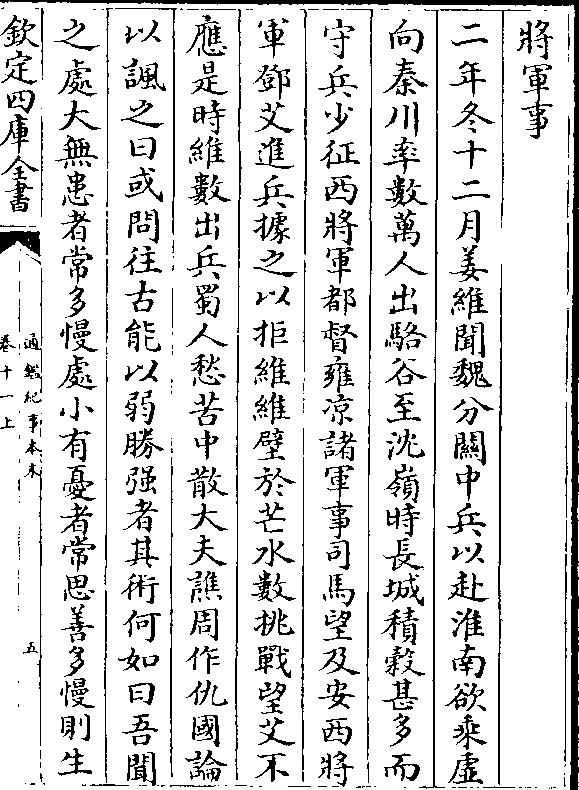 將軍事
二年冬十二月姜維聞魏分關中兵以赴淮南欲乘虛
向秦川率數萬人出駱谷至沈嶺時長城積穀甚多而
守兵少征西將軍都督雍凉諸軍事司馬望及安西將
軍鄧艾進兵據之以拒維維壁於芒水數挑戰望艾不
應是時維數出兵蜀人愁苦中散大夫譙周作仇國論
以諷之曰或問往古能以弱勝强者其術何如曰吾聞
之處大無患者常多慢處小有憂者常思善多慢則生
欽定四庫全書
通鑑紀事本末
卷十一上
五